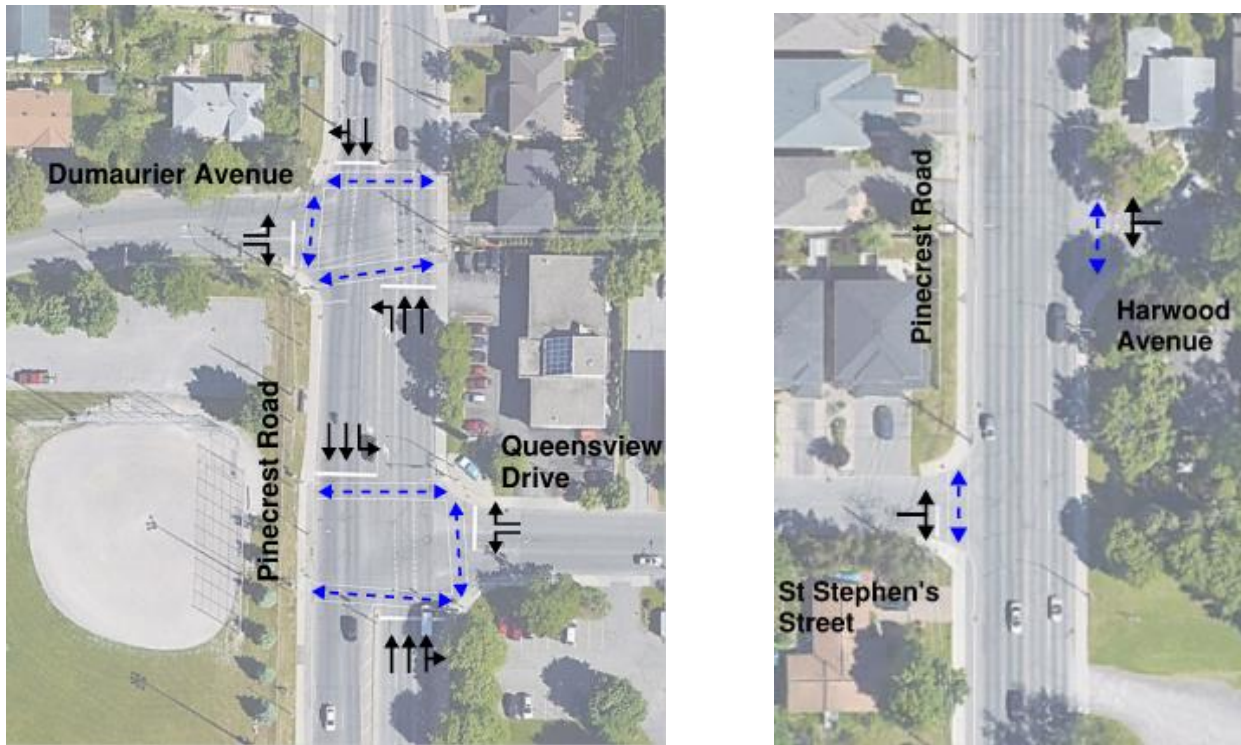 Dumaurier Avenue
Pinecrest Road
Queensview
Drive
Pinecrest Road
Harwood
Avenue
St Stephen's
Street